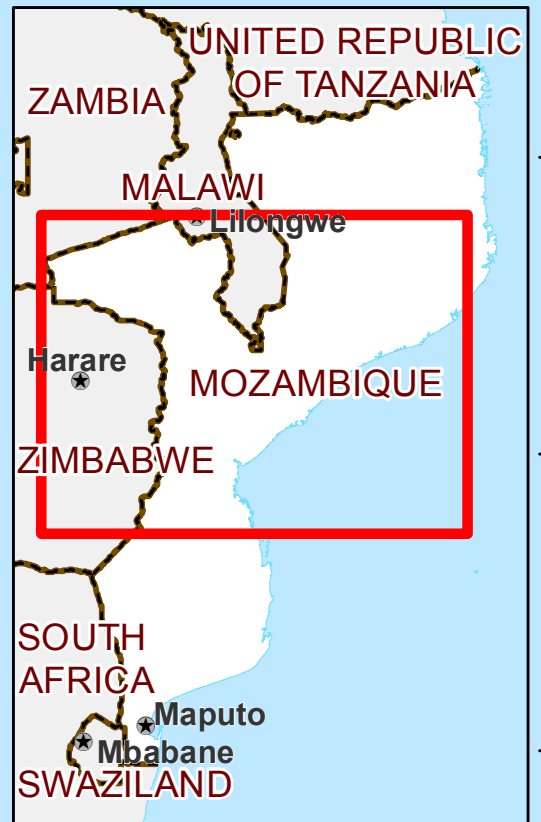 UNITED REPUBLIC
OF TANZANIA
ZAMBIA
MALAWI
Lilongwe
Harare
MOZAMBIQUE
ZIMBABWE
SOUTH
AFRICA
Maputo
Mbabane
SWAZILAND